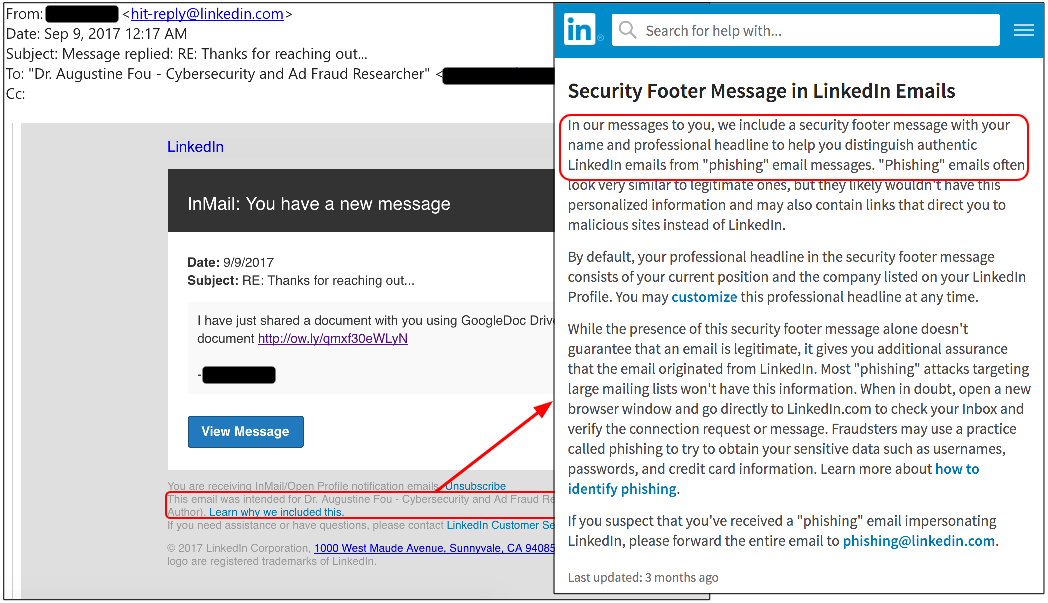 From: <hit-reply@linkedin.com>
Date: Sep 9, 2017 12:17 AM
Subject: Message replied: RE: Thanks for reaching out...
To: "Dr. Augustine Fou - Cybersecurity and Ad Fraud Researcher" <
Cc:
LinkedIn
InMail: You have a new message
Date: 9/9/2017
Subject: RE: Thanks for reaching out...
I have just shared a document with you using GoogleDoc Drive
document http://ow.ly/qmxf30eWLyN
-
View Message
You are receiving InMail/Open Profile notification emails. Unsubscribe
This email was intended for Dr. Augustine Fou - Cybersecurity and Ad Fraud Re
Author). Learn why we included this.
If you need assistance or have questions, please contact LinkedIn Customer Se
© 2017 LinkedIn Corporation, 1000 West Maude Avenue, Sunnyvale, CA 94085
logo are registered trademarks of LinkedIn.
in
Search for help with...
Security Footer Message in LinkedIn Emails
In our messages to you, we include a security footer message with your
name and professional headline to help you distinguish authentic
LinkedIn emails from "phishing" email messages. "Phishing" emails often
look very similar to legitimate ones, but they likely wouldn't have this
personalized information and may also contain links that direct you to
malicious sites instead of LinkedIn.
By default, your professional headline in the security footer message
consists of your current position and the company listed on your LinkedIn
Profile. You may customize this professional headline at any time.
While the presence of this security footer message alone doesn't
guarantee that an email is legitimate, it gives you additional assurance
that the email originated from LinkedIn. Most "phishing" attacks targeting
large mailing lists won't have this information. When in doubt, open a new
browser window and go directly to LinkedIn.com to check your Inbox and
verify the connection request or message. Fraudsters may use a practice
called phishing to try to obtain your sensitive data such as usernames,
passwords, and credit card information. Learn more about how to
identify phishing.
If you suspect that you've received a "phishing" email impersonating
LinkedIn, please forward the entire email to phishing@linkedin.com.
Last updated: 3 months ago